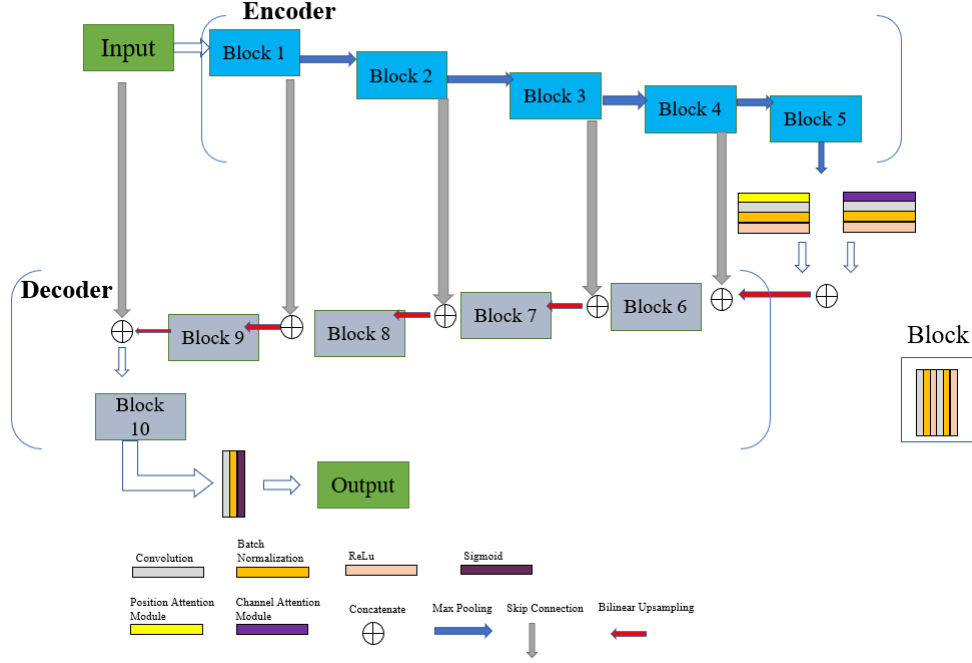 Encoder
Input
Block 1
Block 2
Block 3
Block 4
Block 5
Decoder
Block 6
Block 7
Block 8
Block 9
Block
Block
10
Output
Convolution
Batch
Normalization
ReLu
Sigmoid
Position Attention
Module
Channel Attention
Module
Concatenate
Max Pooling
Skip Connection
Bilinear Upsampling